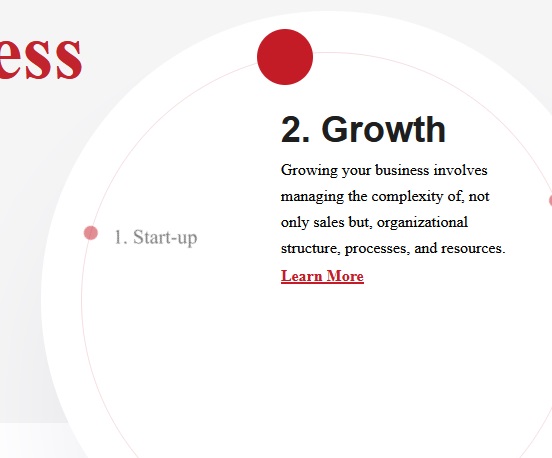 ess
2. Growth
Growing your business involves
managing the complexity of, not
only sales but, organizational
structure, processes, and resources.
Learn More
1. Start-up